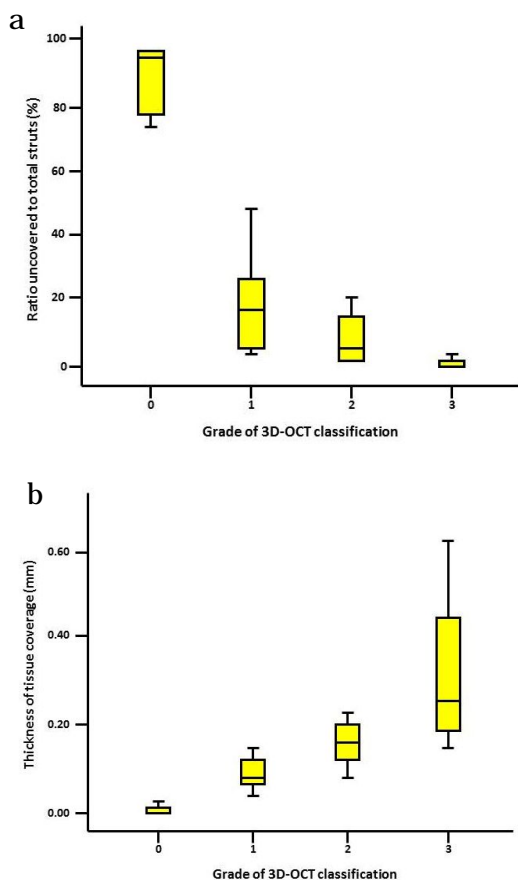 a
Ratio uncovered to total struts (%)
100
80
60
40
20
0
0 1 2 3
Grade of 3D-OCT classification
b
Thickness of tissue coverage (mm)
0.60
0.40
0.20
0.00
0 1 2 3
Grade of 3D-OCT classification